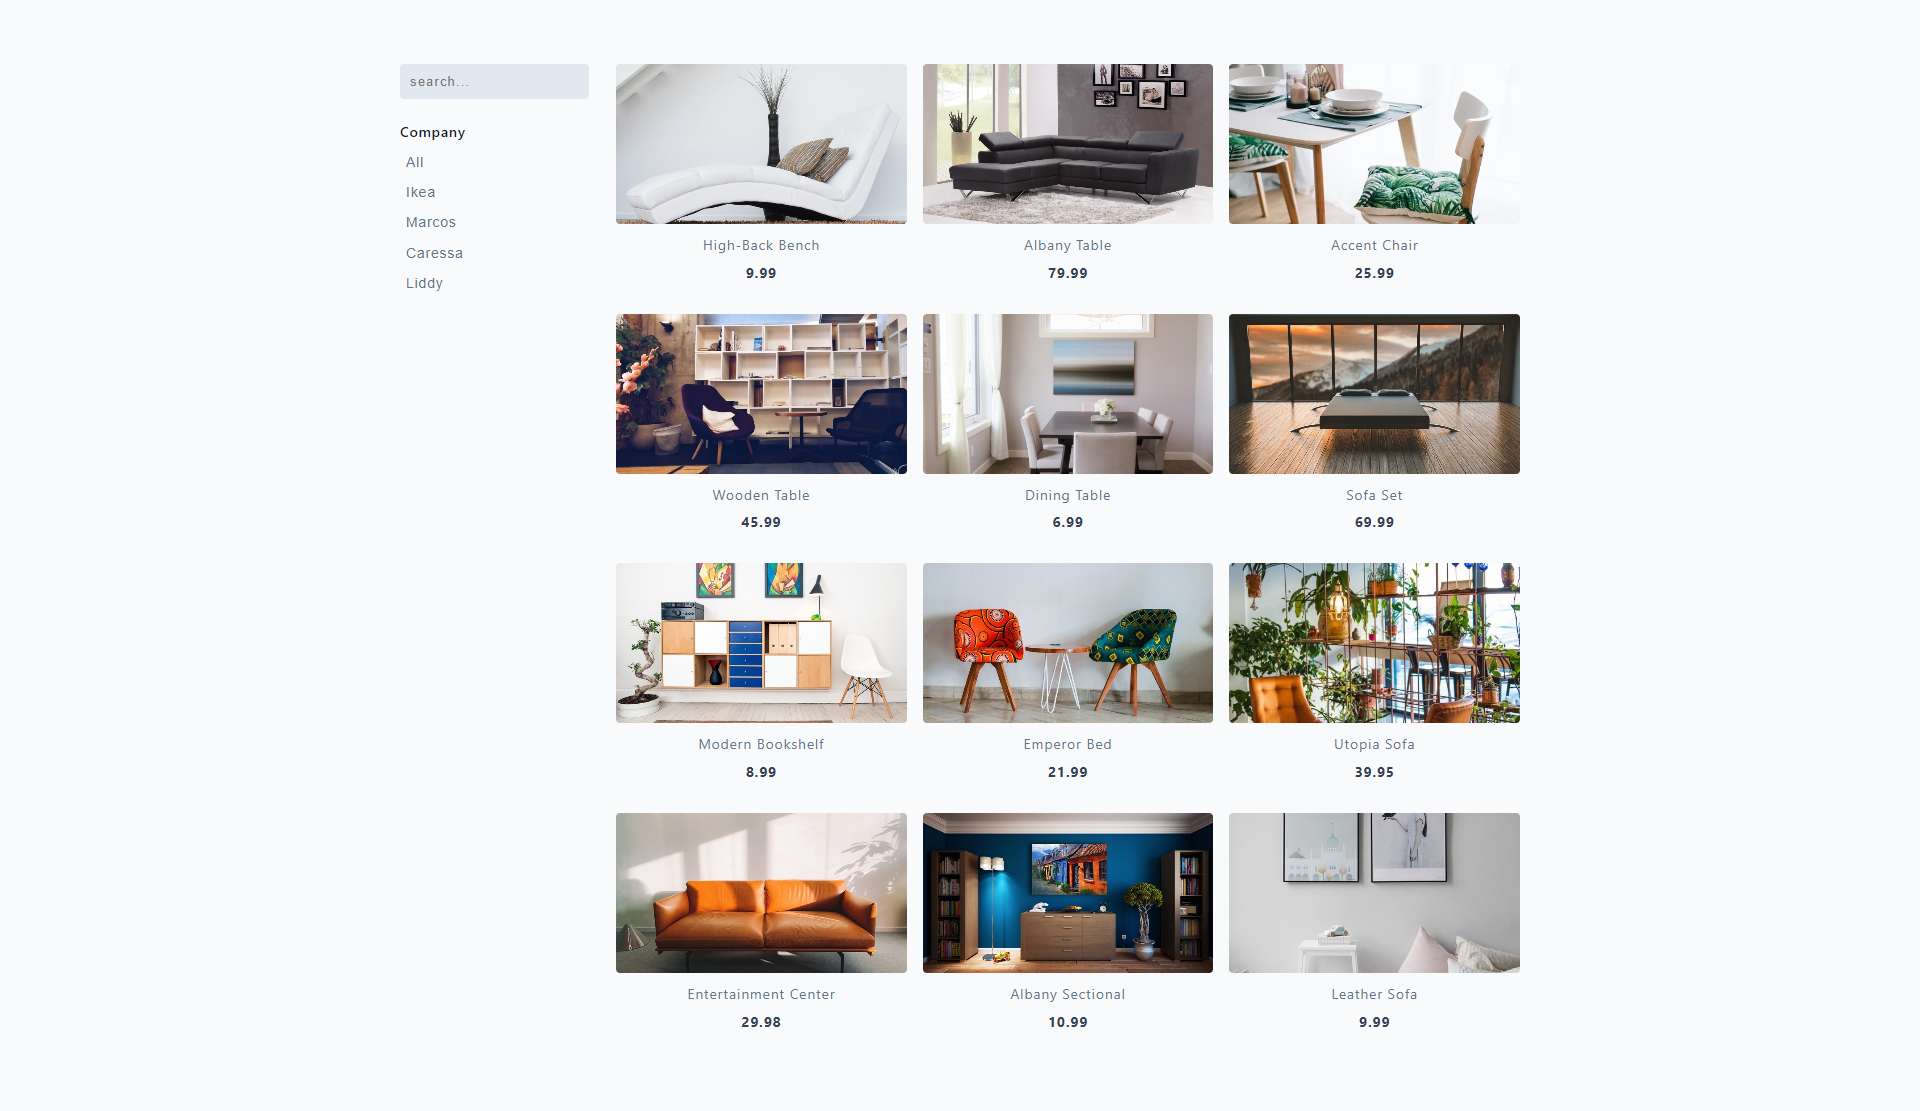 search...
Company
All
Ikea
Marcos
Caressa
Liddy
High-Back Bench
9.99
Albany Table
79.99
Accent Chair
25.99
Wooden Table
45.99
Dining Table
6.99
Sofa Set
69.99
Modern Bookshelf
8.99
Emperor Bed
21.99
Utopia Sofa
39.95
Entertainment Center
29.98
Albany Sectional
10.99
Leather Sofa
9.99